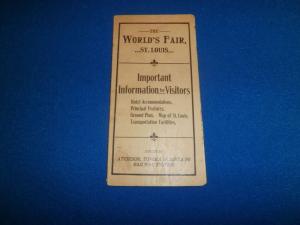 THE
WORLD'S FAIR,
...ST. LOUIS...
Important
Information for Visitors
Hotel Accommodations,
Principal Features,
Ground Plan, Map of St. Louis,
Transportation Facilities,
ATCHISON, TOPEKA & SANTA FE
RAILWAY SYSTEM